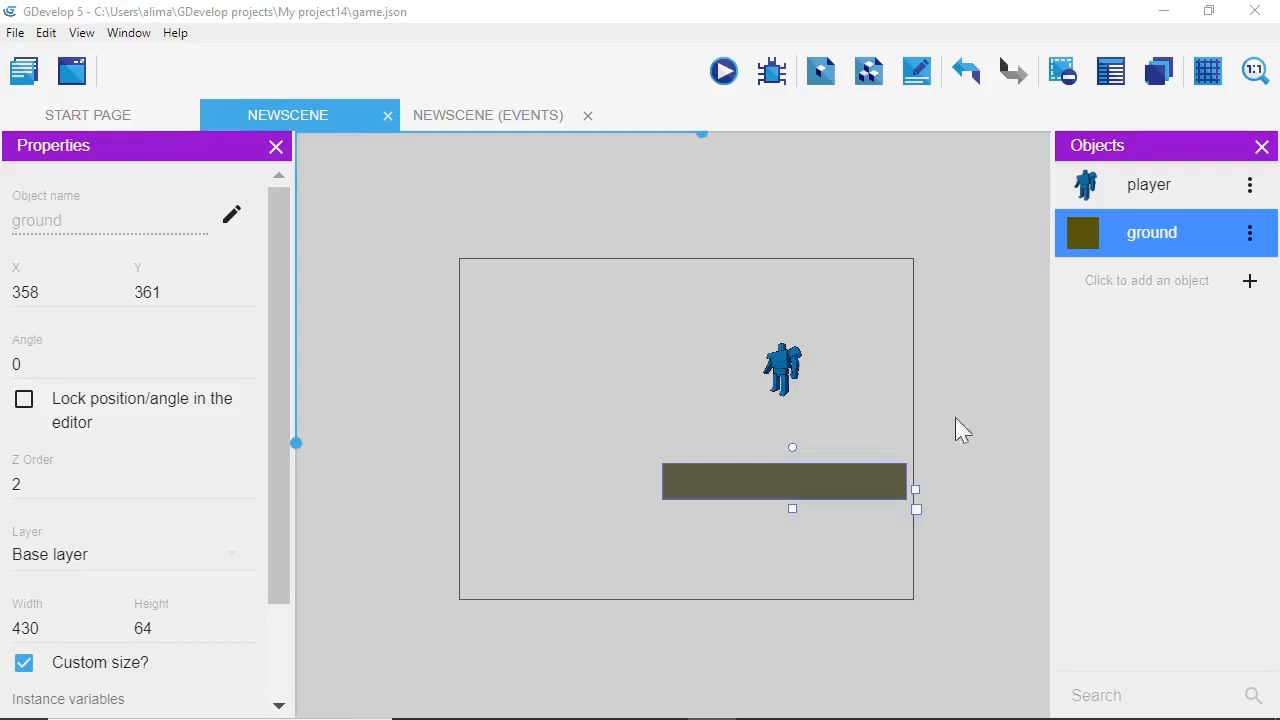 GDevelop 5 - C:\Users\alima\GDevelop projects\My project14\game.json
File Edit View Window Help
1:1
START PAGE NEWSCENE NEWSCENE (EVENTS)
Properties
Object name
ground
X Y
358 361
Angle
0
Lock position/angle in the
editor
Z Order
2
Layer
Base layer
Width Height
430 64
Custom size?
Instance variables
Objects
player
ground
Click to add an object
Search